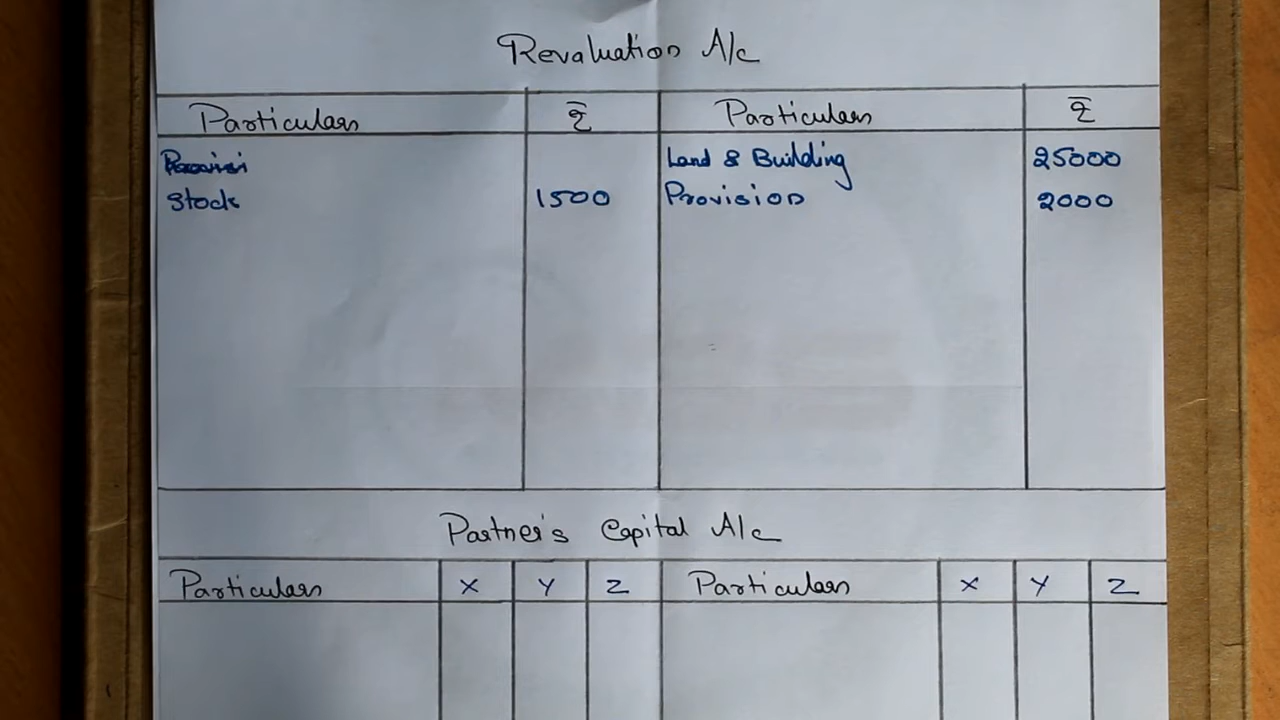 Revaluation A/c
Particulars ₹ Particulars ₹
Land & Building 25000
Stock 1500 Provision 2000
Partner's Capital A/c
Particulars X Y Z Particulars X Y Z